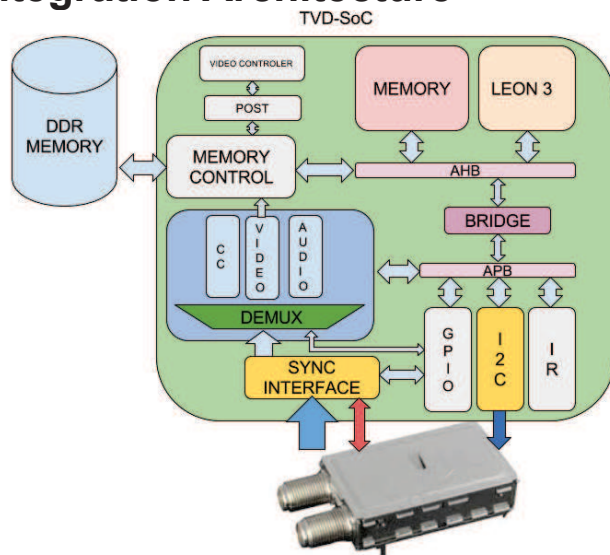 TVD-SoC
VIDEO CONTROLER
POST
MEMORY
CONTROL
DDR
MEMORY
MEMORY
LEON 3
AHB
BRIDGE
APB
CC
VIDEO
AUDIO
DEMUX
SYNC
INTERFACE
GPIO
I2C
IR